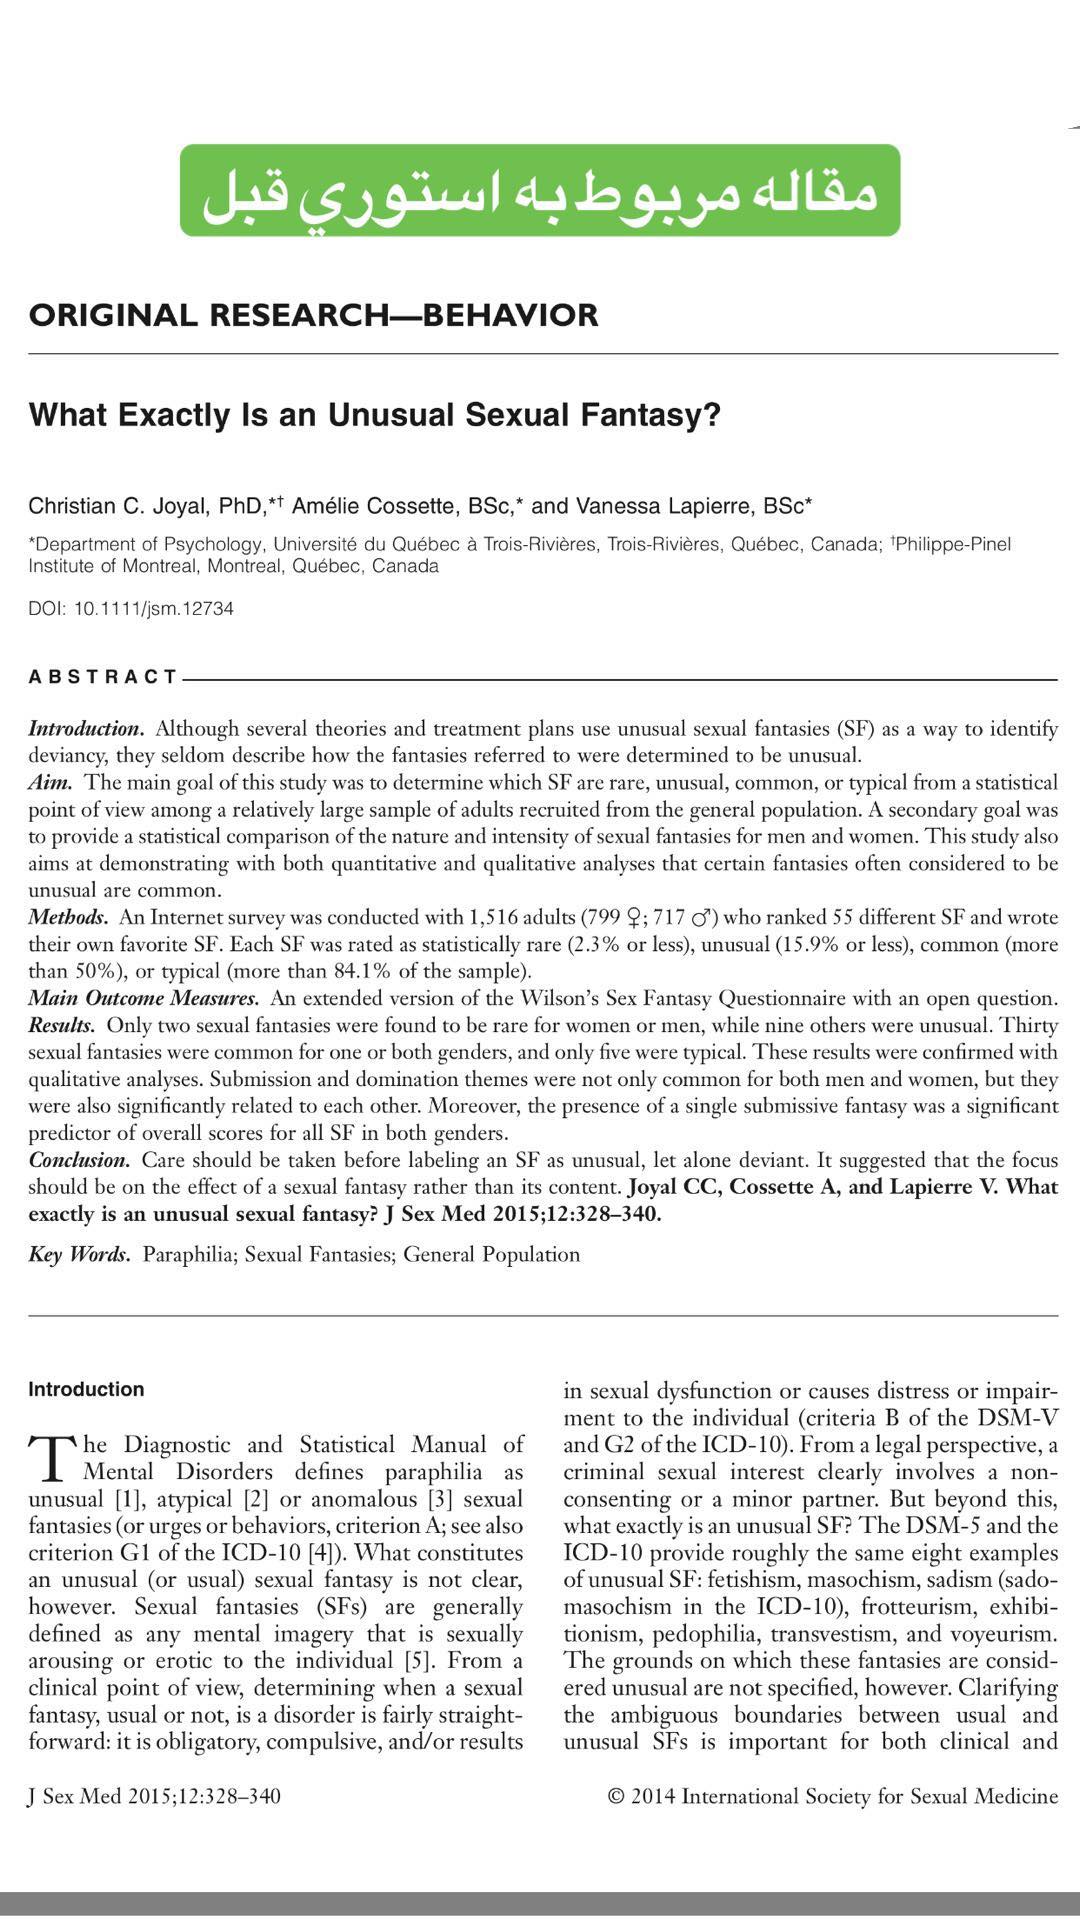 مقاله مربوط به استوري قبل
ORIGINAL RESEARCH—BEHAVIOR
What Exactly Is an Unusual Sexual Fantasy?
Christian C. Joyal, PhD,*† Amélie Cossette, BSc,* and Vanessa Lapierre, BSc*
*Department of Psychology, Université du Québec à Trois-Rivières, Trois-Rivières, Québec, Canada; †Philippe-Pinel
Institute of Montreal, Montreal, Québec, Canada
DOI: 10.1111/jsm.12734
ABSTRACT
Introduction. Although several theories and treatment plans use unusual sexual fantasies (SF) as a way to identify
deviancy, they seldom describe how the fantasies referred to were determined to be unusual.
Aim. The main goal of this study was to determine which SF are rare, unusual, common, or typical from a statistical
point of view among a relatively large sample of adults recruited from the general population. A secondary goal was
to provide a statistical comparison of the nature and intensity of sexual fantasies for men and women. This study also
aims at demonstrating with both quantitative and qualitative analyses that certain fantasies often considered to be
unusual are common.
Methods. An Internet survey was conducted with 1,516 adults (799 ♀; 717 ♂) who ranked 55 different SF and wrote
their own favorite SF. Each SF was rated as statistically rare (2.3% or less), unusual (15.9% or less), common (more
than 50%), or typical (more than 84.1% of the sample).
Main Outcome Measures. An extended version of the Wilson's Sex Fantasy Questionnaire with an open question.
Results. Only two sexual fantasies were found to be rare for women or men, while nine others were unusual. Thirty
sexual fantasies were common for one or both genders, and only five were typical. These results were confirmed with
qualitative analyses. Submission and domination themes were not only common for both men and women, but they
were also significantly related to each other. Moreover, the presence of a single submissive fantasy was a significant
predictor of overall scores for all SF in both genders.
Conclusion. Care should be taken before labeling an SF as unusual, let alone deviant. It suggested that the focus
should be on the effect of a sexual fantasy rather than its content. Joyal CC, Cossette A, and Lapierre V. What
exactly is an unusual sexual fantasy? J Sex Med 2015;12:328–340.
Key Words. Paraphilia; Sexual Fantasies; General Population
Introduction
The Diagnostic and Statistical Manual of
Mental Disorders defines paraphilia as
unusual [1], atypical [2] or anomalous [3] sexual
fantasies (or urges or behaviors, criterion A; see also
criterion G1 of the ICD-10 [4]). What constitutes
an unusual (or usual) sexual fantasy is not clear,
however. Sexual fantasies (SFs) are generally
defined as any mental imagery that is sexually
arousing or erotic to the individual [5]. From a
clinical point of view, determining when a sexual
fantasy, usual or not, is a disorder is fairly straight-
forward: it is obligatory, compulsive, and/or results
in sexual dysfunction or causes distress or impair-
ment to the individual (criteria B of the DSM-V
and G2 of the ICD-10). From a legal perspective, a
criminal sexual interest clearly involves a non-
consenting or a minor partner. But beyond this,
what exactly is an unusual SF? The DSM-5 and the
ICD-10 provide roughly the same eight examples
of unusual SF: fetishism, masochism, sadism (sado-
masochism in the ICD-10), frotteurism, exhibi-
tionism, pedophilia, transvestism, and voyeurism.
The grounds on which these fantasies are consid-
ered unusual are not specified, however. Clarifying
the ambiguous boundaries between usual and
unusual SFs is important for both clinical and
J Sex Med 2015;12:328–340
© 2014 International Society for Sexual Medicine